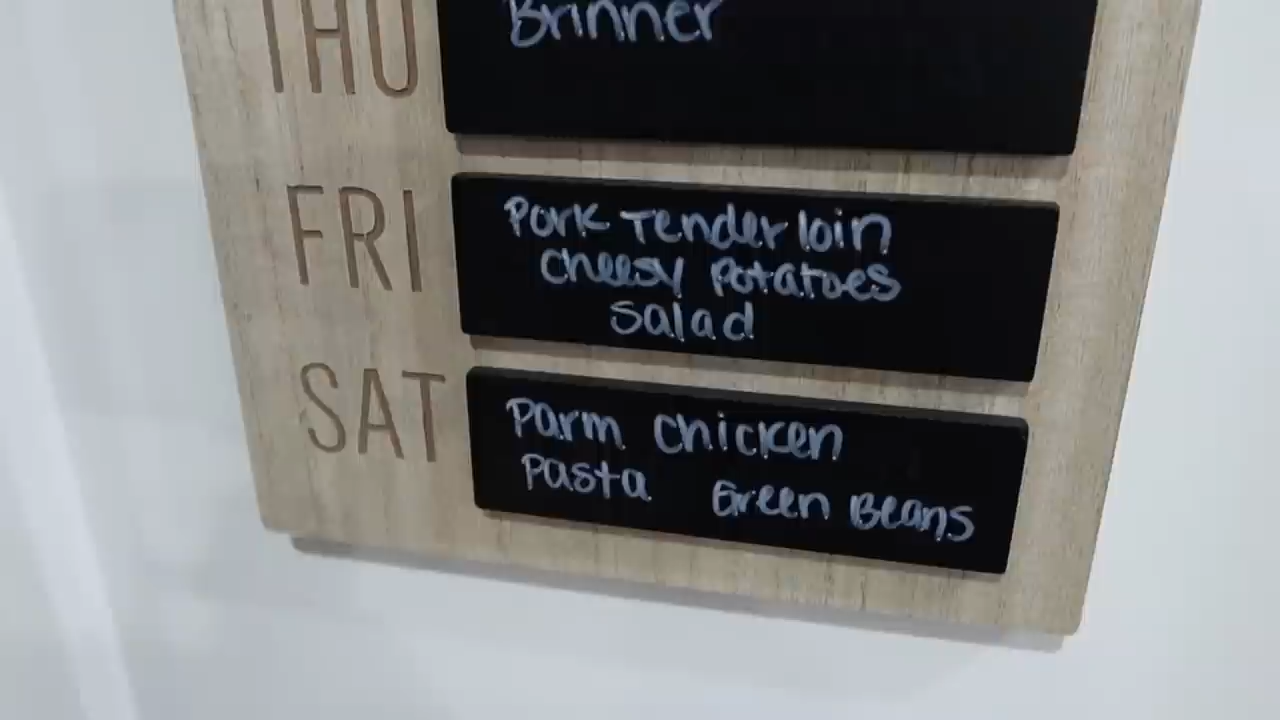 THU
Brinner
FRI
Pork Tenderloin
Cheesy Potatoes
Salad
SAT
Parm Chicken
Pasta Green Beans